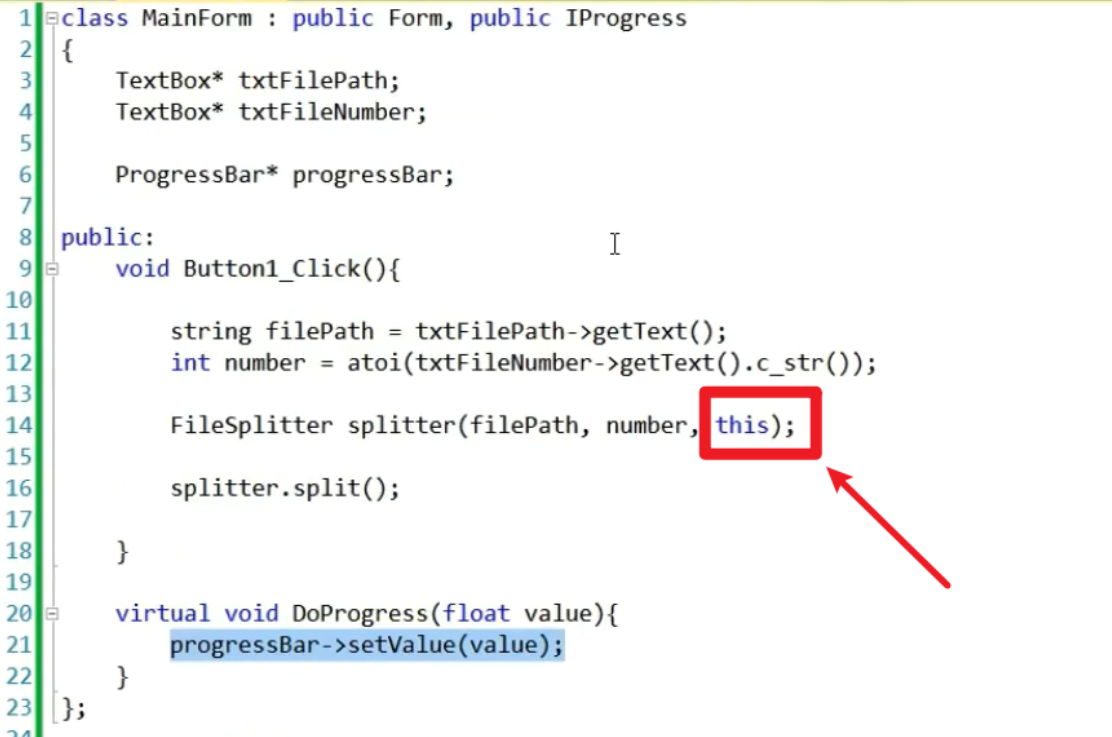 1 class MainForm : public Form, public IProgress
2 {
3 TextBox* txtFilePath;
4 TextBox* txtFileNumber;
5
6 ProgressBar* progressBar;
7
8 public:
9 void Button1_Click(){
10
11 string filePath = txtFilePath->getText();
12 int number = atoi(txtFileNumber->getText().c_str());
13
14 FileSplitter splitter(filePath, number, this);
15
16 splitter.split();
17
18 }
19
20 virtual void DoProgress(float value){
21 progressBar->setValue(value);
22 }
23 };
24